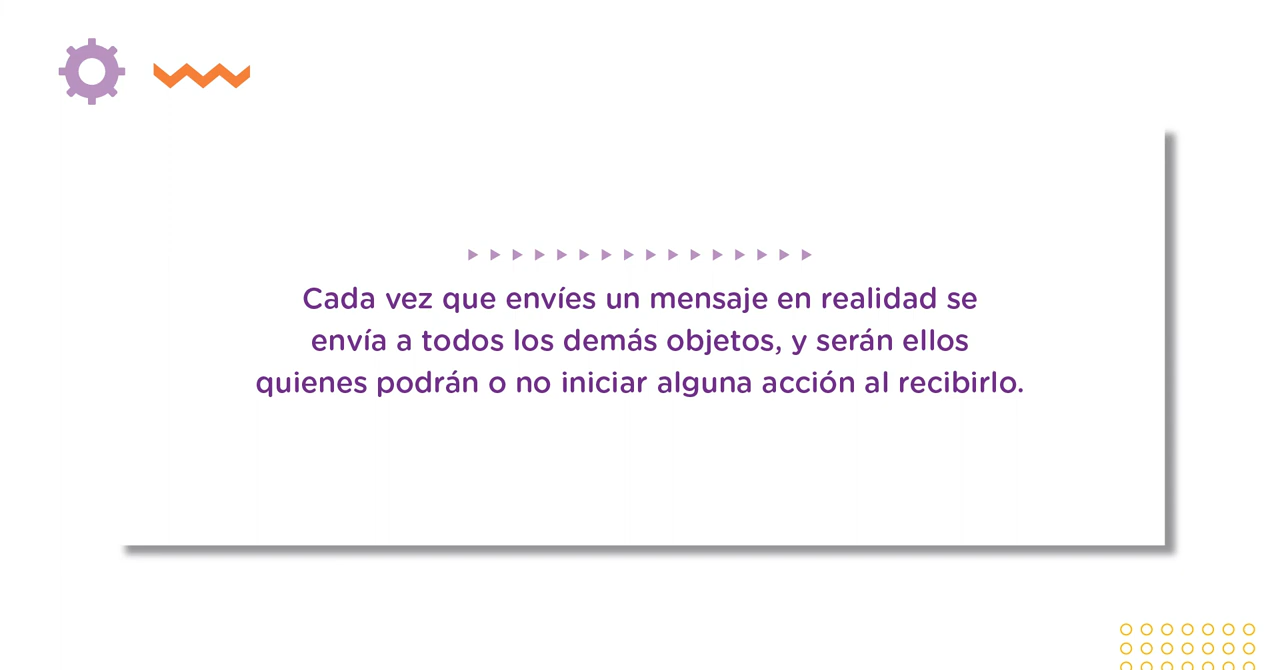 Cada vez que envíes un mensaje en realidad se
envía a todos los demás objetos, y serán ellos
quienes podrán o no iniciar alguna acción al recibirlo.